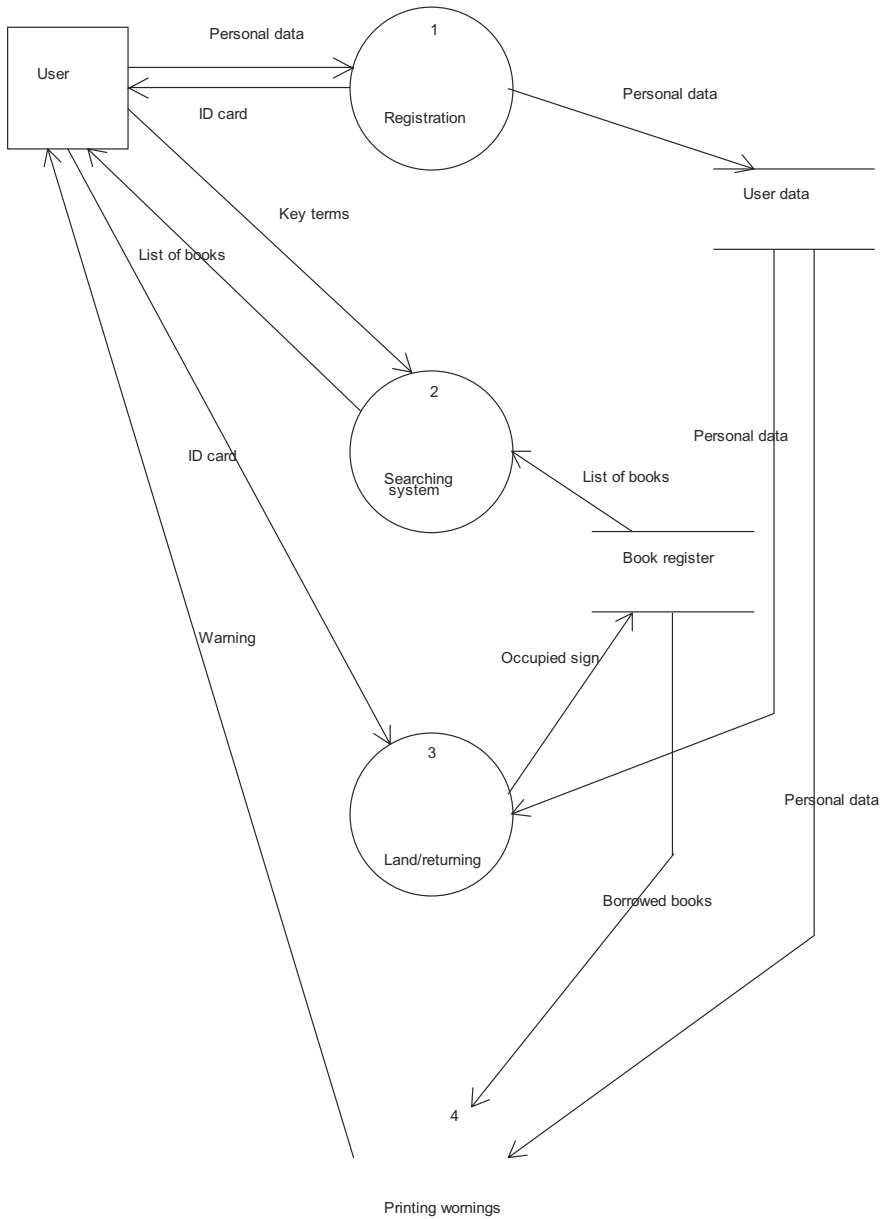 1
Personal data
User
ID card
Registration
Personal data
User data
Key terms
List of books
2
Personal data
ID card
List of books
Searching
system
Book register
Warning
Occupied sign
3
Personal data
Land/returning
Borrowed books
4
Printing wornings